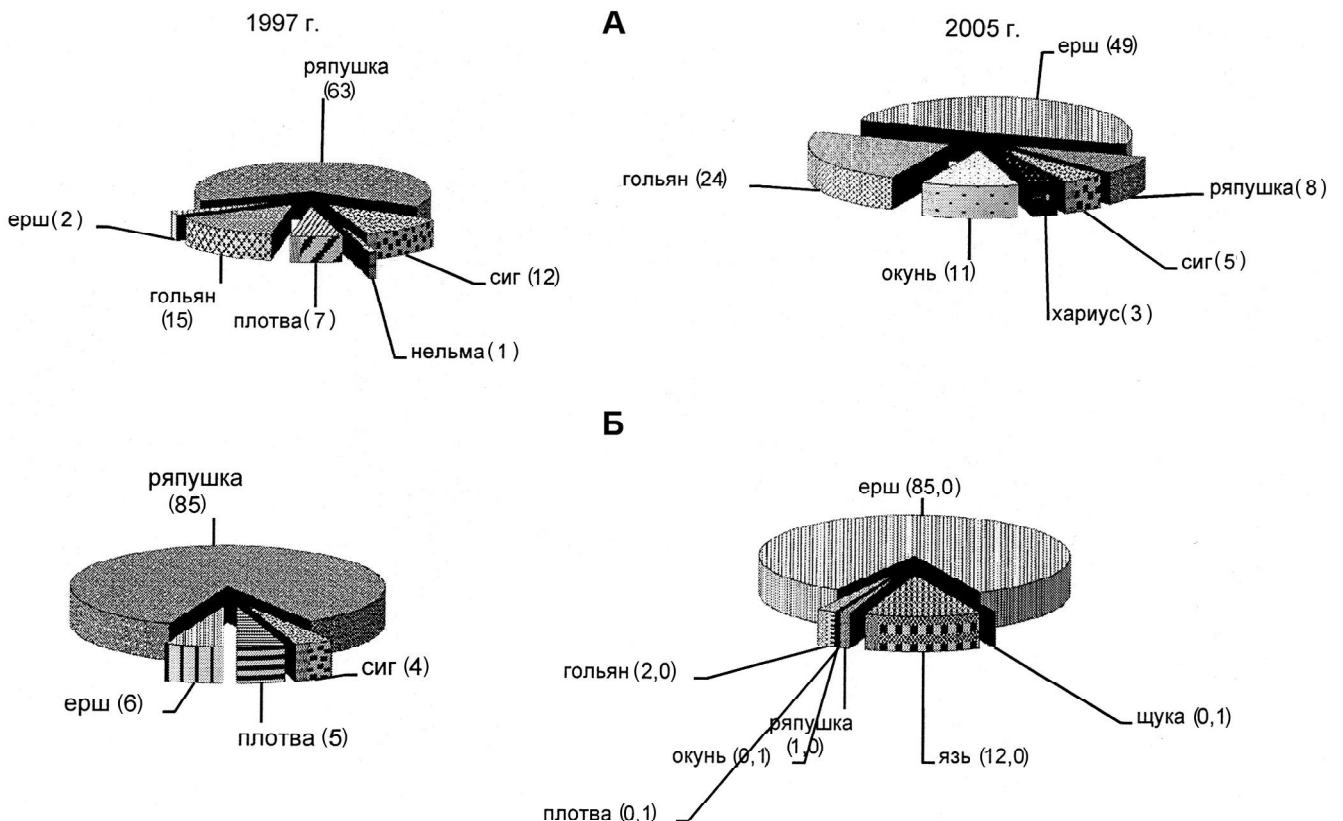 1997 г.
А
2005 г.
ряпушка
(63)
ерш(2)
гольян
(15)
плотва(7)
нельма(1)
сиг (12)
ерш (49)
гольян (24)
окунь (11)
хариус(3)
сиг(5)
ряпушка(8)
Б
ряпушка
(85)
ерш (6)
плотва (5)
сиг (4)
ерш (85,0)
гольян (2,0)
ряпушка
(1,0)
окунь (0,1)
плотва (0,1)
язь (12,0)
щука (0,1)